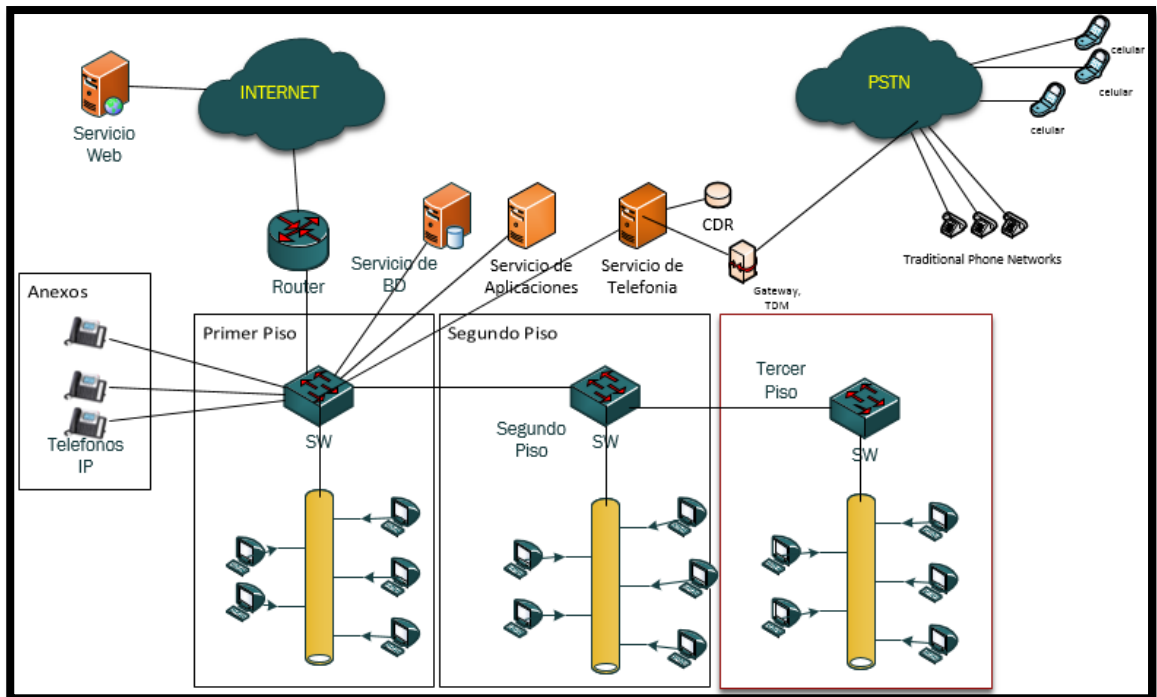 INTERNET
PSTN
celular
celular
celular
Servicio
Web
Router
Servicio de
BD
Servicio de
Aplicaciones
Servicio de
Telefonia
CDR
Gateway,
TDM
Traditional Phone Networks
Anexos
Telefonos
IP
Primer Piso
SW
Segundo Piso
Segundo
Piso
SW
Tercer
Piso
SW